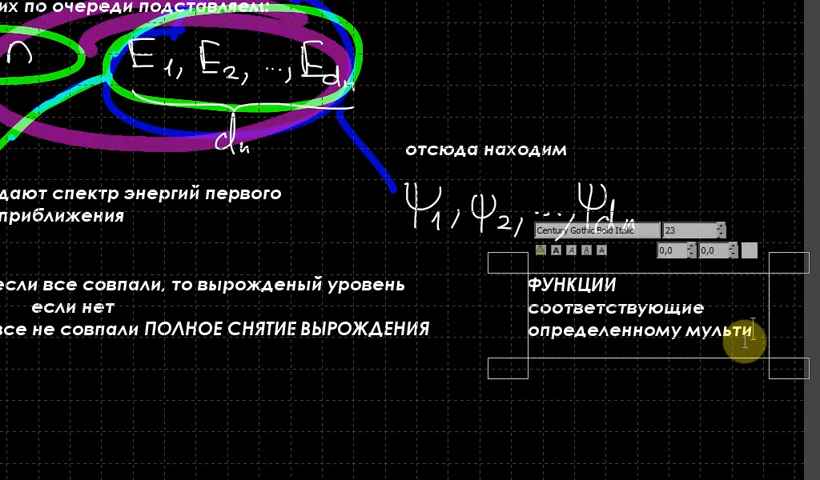 их по очереди подставляем:
n E₁, E₂, ..., E_dₙ
dₙ
отсюда находим
дают спектр энергий первого
приближения
ψ₁, ψ₂, ..., ψ_dₙ
Century Gothic Bold Italic 23
A A A A A 0,0 0,0
если все совпали, то вырожденый уровень
если нет
все не совпали ПОЛНОЕ СНЯТИЕ ВЫРОЖДЕНИЯ
ФУНКЦИИ
соответствующие
определенному мульти